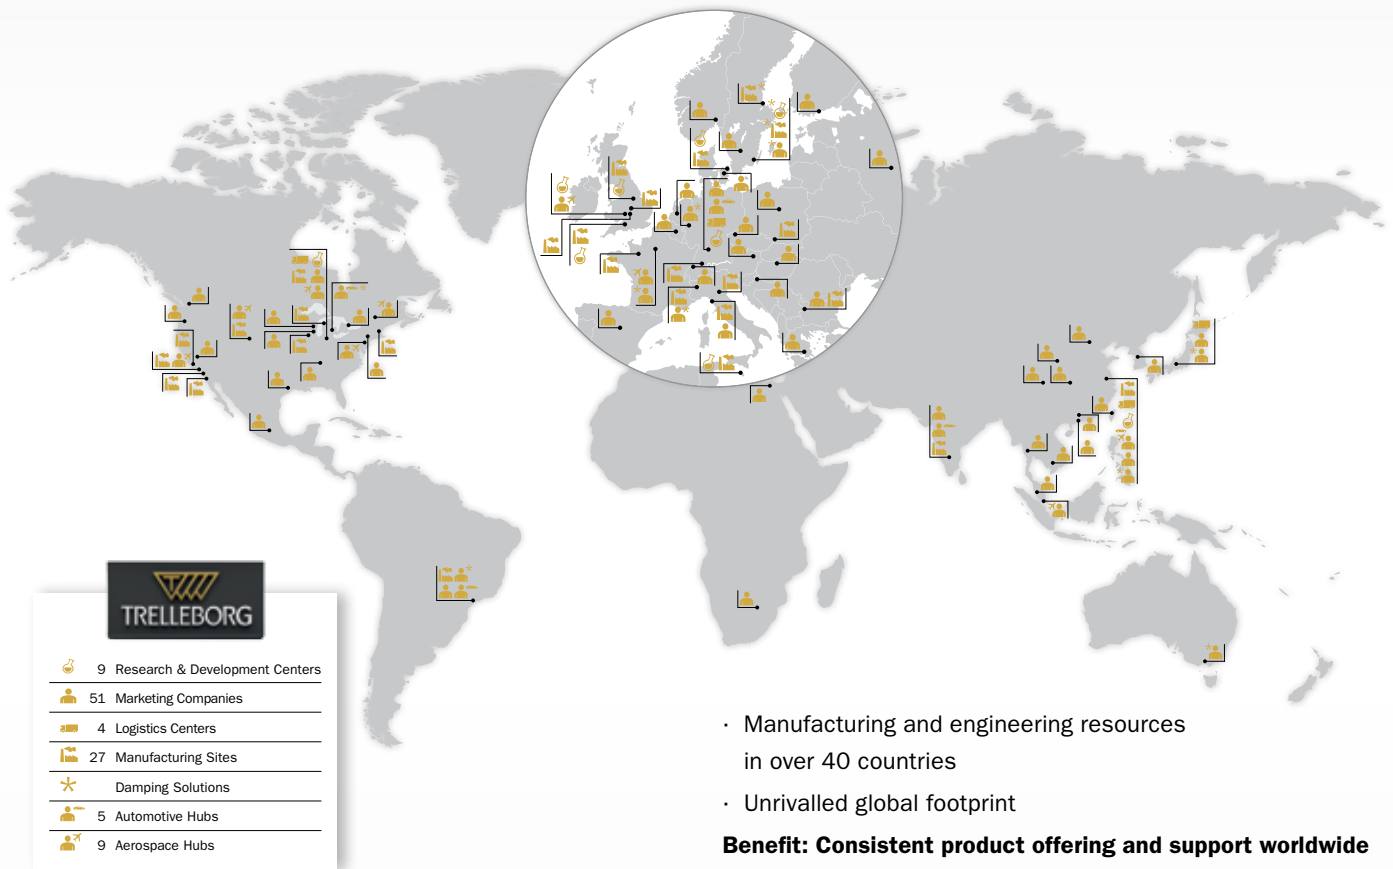 TRELLEBORG
9 Research & Development Centers
51 Marketing Companies
4 Logistics Centers
27 Manufacturing Sites
Damping Solutions
5 Automotive Hubs
9 Aerospace Hubs
· Manufacturing and engineering resources
in over 40 countries
· Unrivalled global footprint
Benefit: Consistent product offering and support worldwide